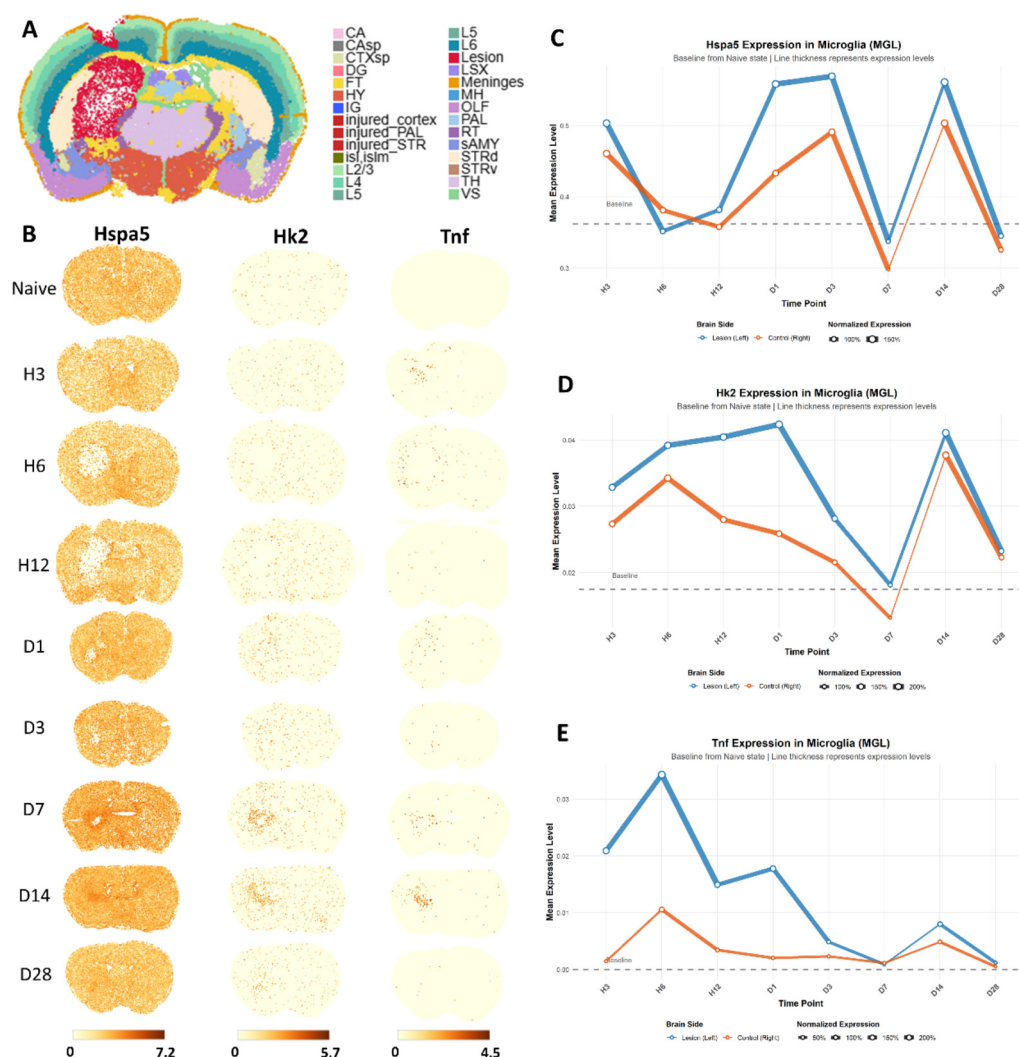 A
CA
CAsp
CTXsp
DG
FT
HY
IG
injured_cortex
injured_PAL
injured_STR
isl,islm
L2/3
L4
L5
L5
L6
Lesion
LSX
Meninges
MH
OLF
PAL
RT
sAMY
STRd
STRv
TH
VS
B
Hspa5 Hk2 Tnf
Naive
H3
H6
H12
D1
D3
D7
D14
D28
0 7.2 0 5.7 0 4.5
C
Hspa5 Expression in Microglia (MGL)
Baseline from Naive state | Line thickness represents expression levels
Mean Expression Level
0.5
0.4
0.3
Baseline
H3 H6 H12 D1 D3 D7 D14 D28
Time Point
Brain Side Normalized Expression
Lesion (Left) Control (Right) 100% 150%
D
Hk2 Expression in Microglia (MGL)
Baseline from Naive state | Line thickness represents expression levels
Mean Expression Level
0.04
0.03
0.02
Baseline
H3 H6 H12 D1 D3 D7 D14 D28
Time Point
Brain Side Normalized Expression
Lesion (Left) Control (Right) 100% 150% 200%
E
Tnf Expression in Microglia (MGL)
Baseline from Naive state | Line thickness represents expression levels
Mean Expression Level
0.03
0.02
0.01
0.00
Baseline
H3 H6 H12 D1 D3 D7 D14 D28
Time Point
Brain Side Normalized Expression
Lesion (Left) Control (Right) 50% 100% 150% 200%